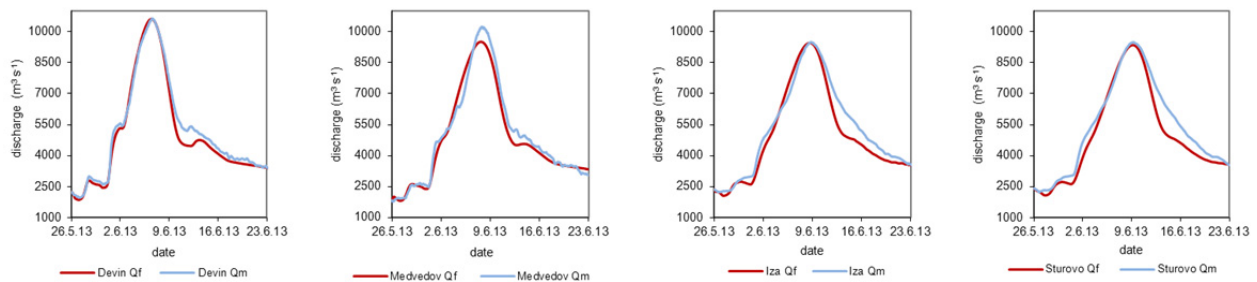 discharge (m³ s⁻¹)
10000
8500
7000
5500
4000
2500
1000
26.5.13 2.6.13 9.6.13 16.6.13 23.6.13
date
Devin Qf Devin Qm
discharge (m³ s⁻¹)
10000
8500
7000
5500
4000
2500
1000
26.5.13 2.6.13 9.6.13 16.6.13 23.6.13
date
Medvedov Qf Medvedov Qm
discharge (m³ s⁻¹)
10000
8500
7000
5500
4000
2500
1000
26.5.13 2.6.13 9.6.13 16.6.13 23.6.13
date
Iza Qf Iza Qm
discharge (m³ s⁻¹)
10000
8500
7000
5500
4000
2500
1000
26.5.13 2.6.13 9.6.13 16.6.13 23.6.13
date
Sturovo Qf Sturovo Qm